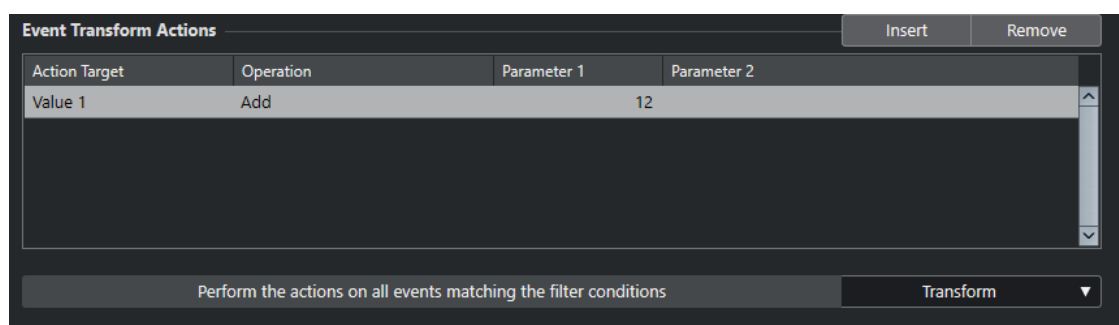 Event Transform Actions Insert Remove
Action Target Operation Parameter 1 Parameter 2
Value 1 Add 12
Perform the actions on all events matching the filter conditions Transform